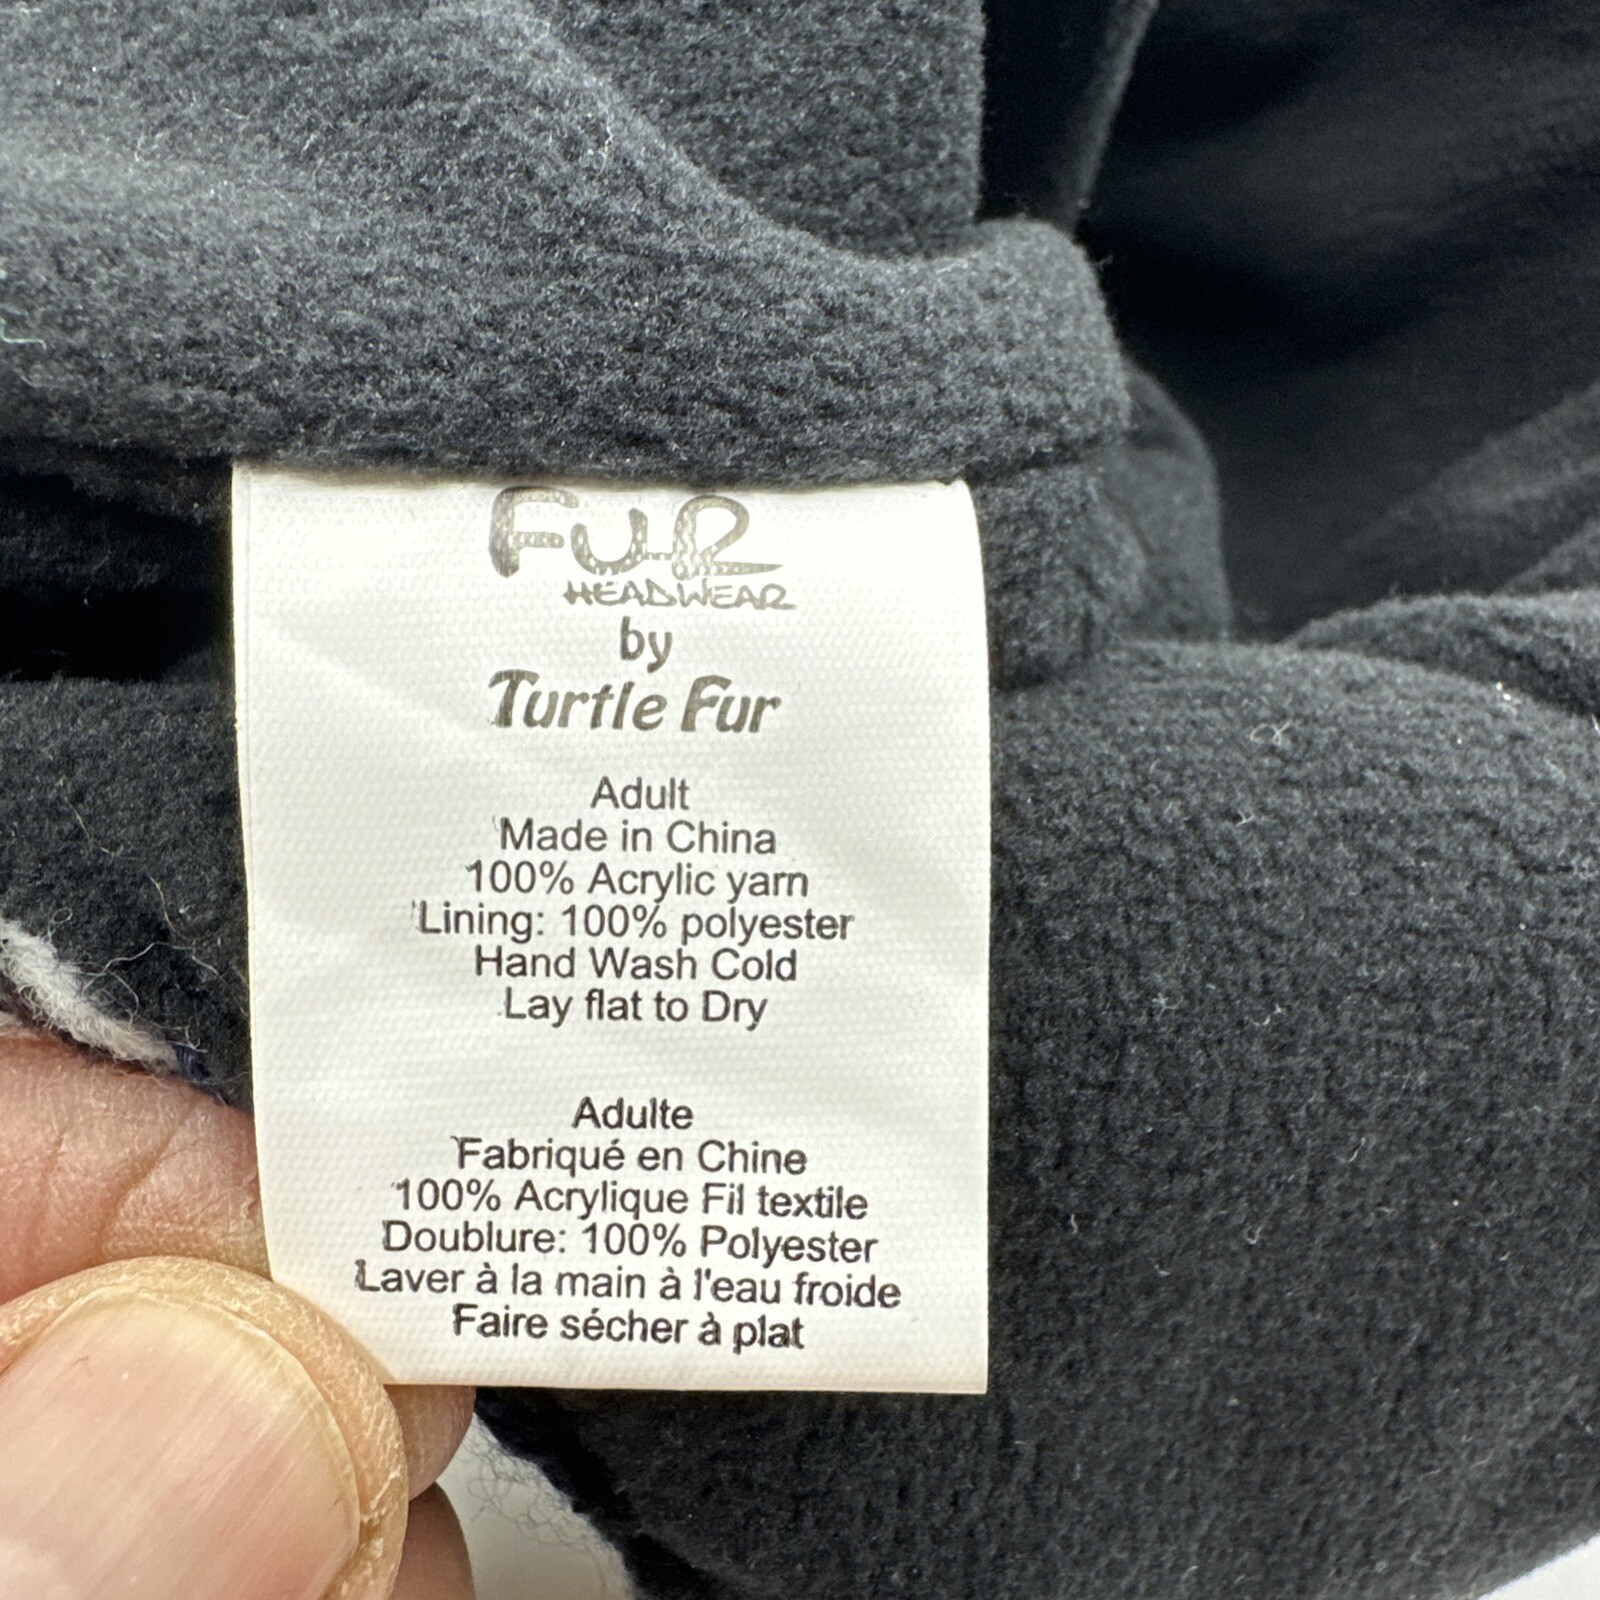 FUR
HEADWEAR
by
Turtle Fur
Adult
Made in China
100% Acrylic yarn
Lining: 100% polyester
Hand Wash Cold
Lay flat to Dry
Adulte
Fabriqué en Chine
100% Acrylique Fil textile
Doublure: 100% Polyester
Laver à la main à l'eau froide
Faire sécher à plat